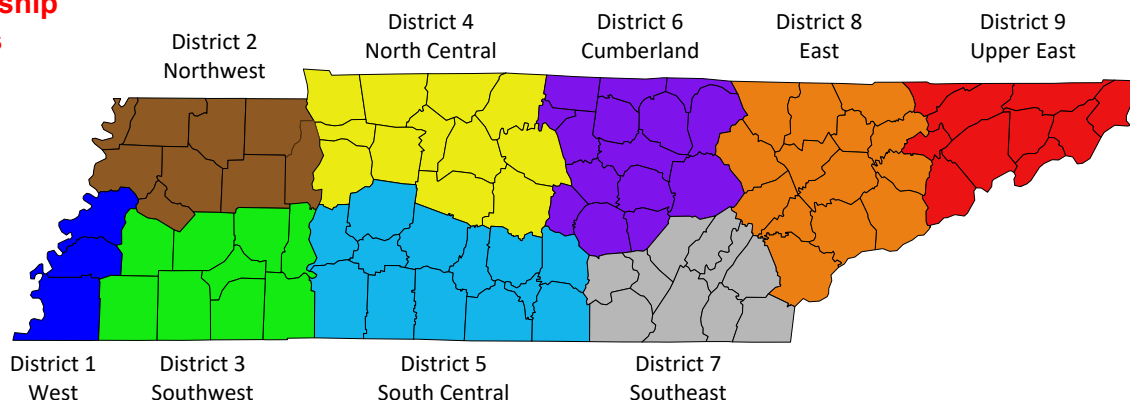 District 4
North Central
District 6
Cumberland
District 8
East
District 9
Upper East
District 2
Northwest
District 1
West
District 3
Southwest
District 5
South Central
District 7
Southeast